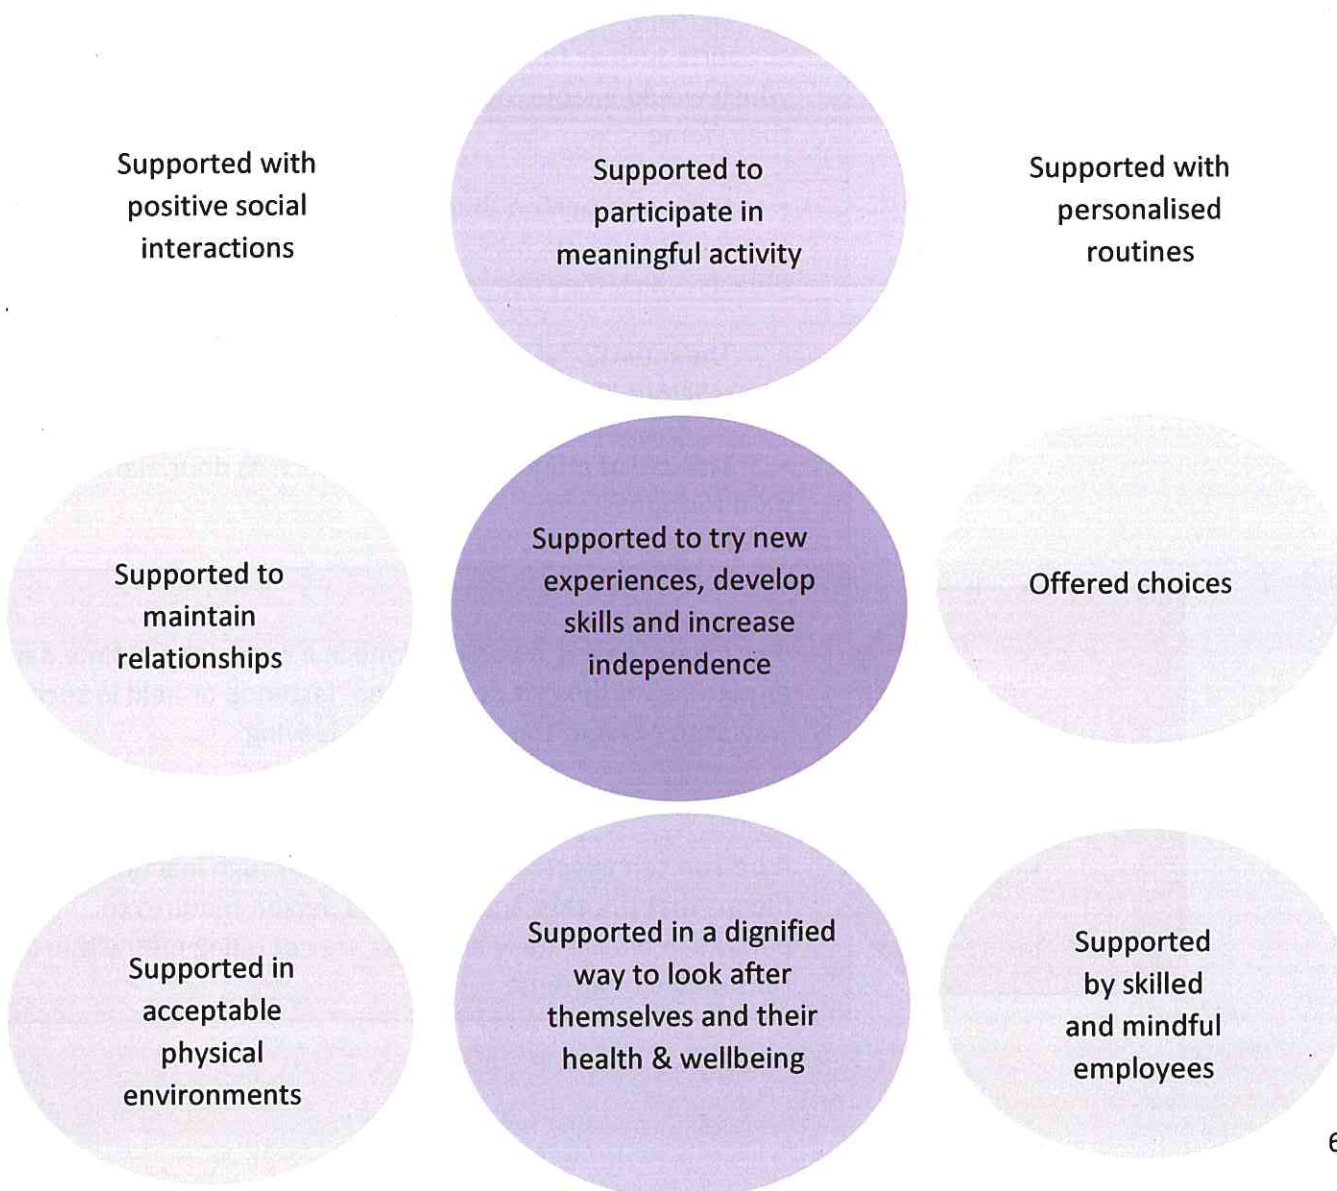 Supported with
positive social
interactions
Supported to
participate in
meaningful activity
Supported with
personalised
routines
Supported to
maintain
relationships
Supported to try new
experiences, develop
skills and increase
independence
Offered choices
Supported in
acceptable
physical
environments
Supported in a dignified
way to look after
themselves and their
health & wellbeing
Supported
by skilled
and mindful
employees
6